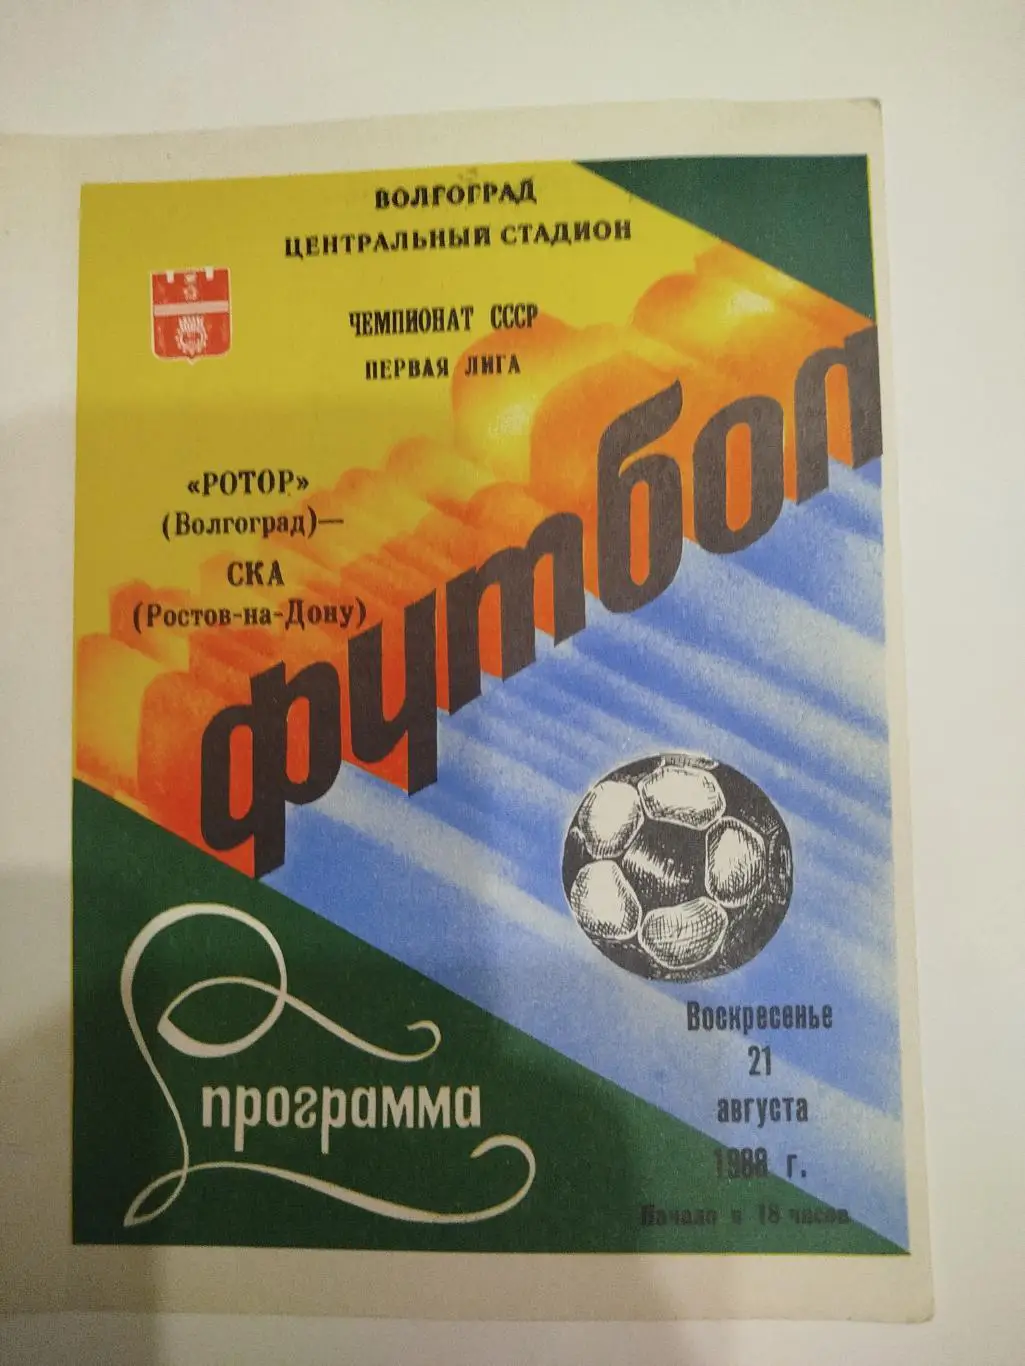 ВОЛГОГРАД
ЦЕНТРАЛЬНЫЙ СТАДИОН
ЧЕМПИОНАТ СССР
ПЕРВАЯ ЛИГА
«РОТОР»
(Волгоград)—
СКА
(Ростов-на-Дону)
футбол
Воскресенье
21
августа
1988 г.
Начало в 18 часов
программа